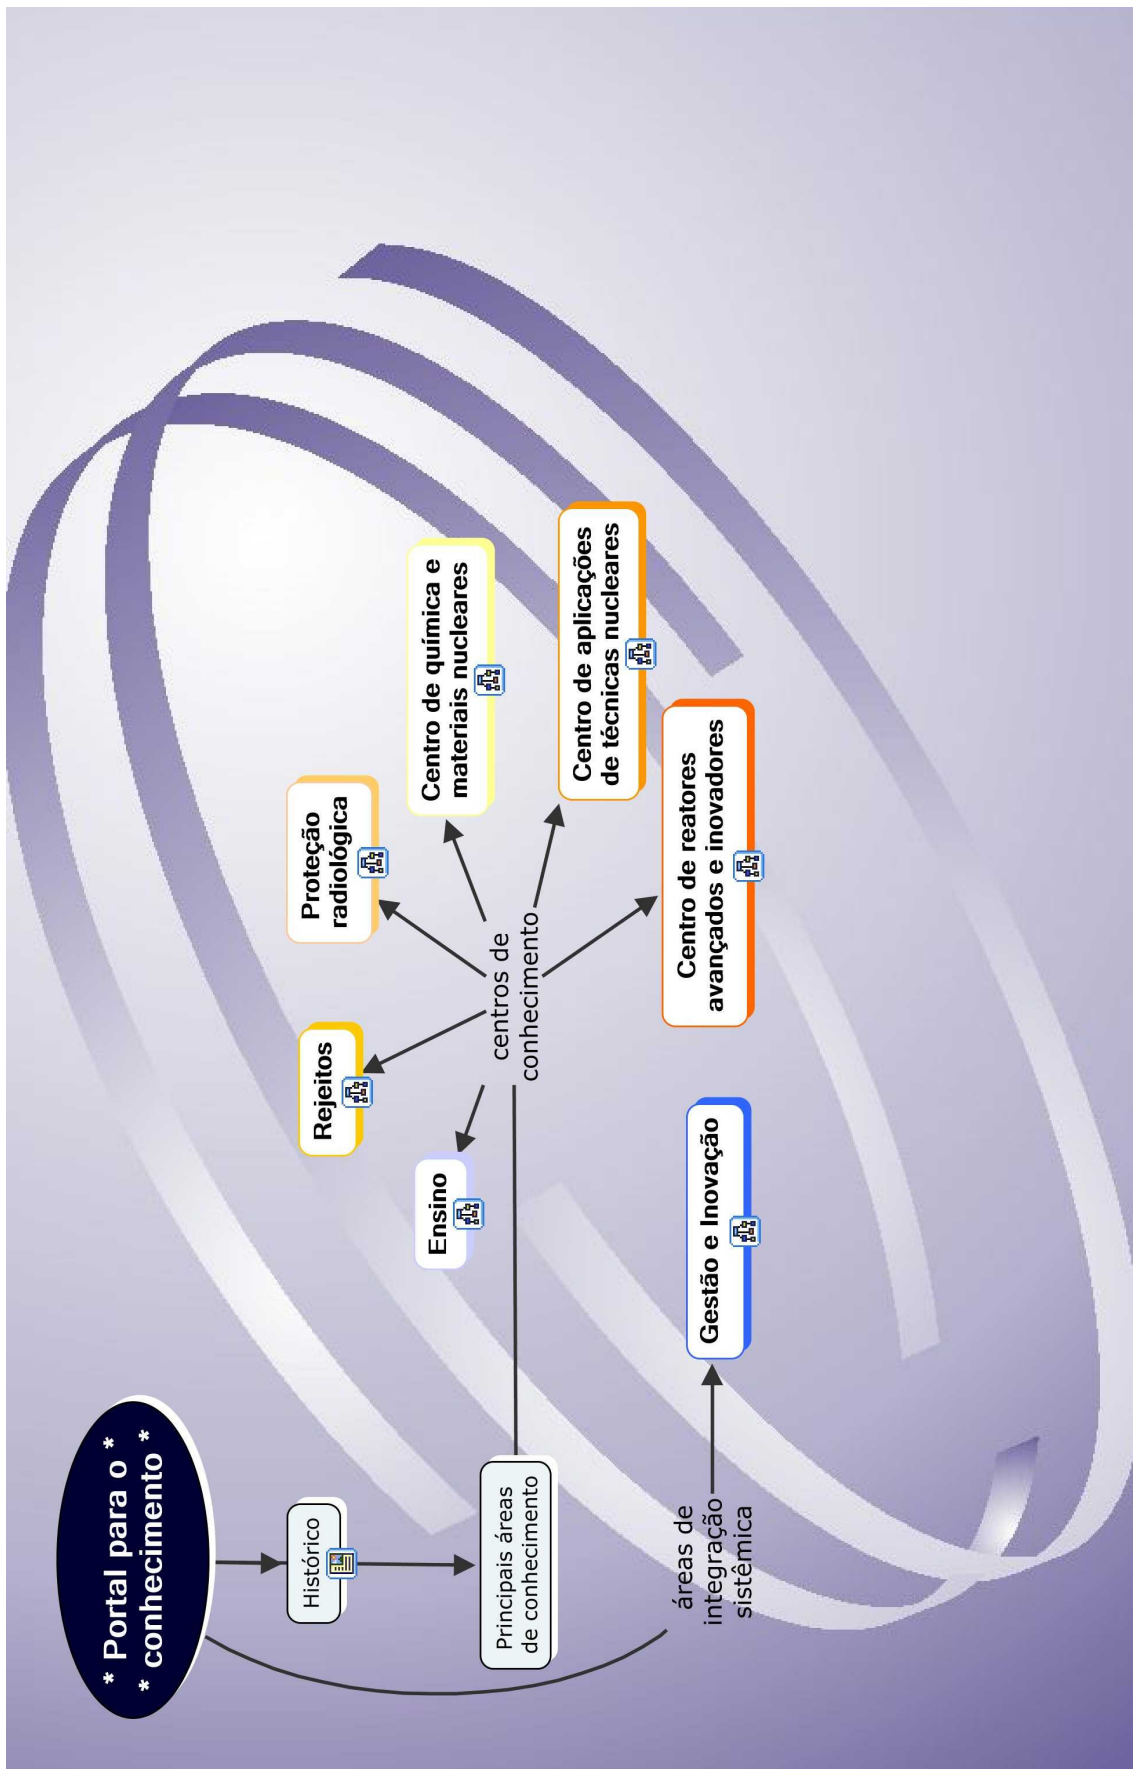 * Portal para o *
* conhecimento *
Histórico
Principais áreas
de conhecimento
centros de
conhecimento
Ensino
Rejeitos
Proteção
radiológica
Centro de química e
materiais nucleares
Centro de aplicações
de técnicas nucleares
Centro de reatores
avançados e inovadores
áreas de
integração
sistêmica
Gestão e Inovação